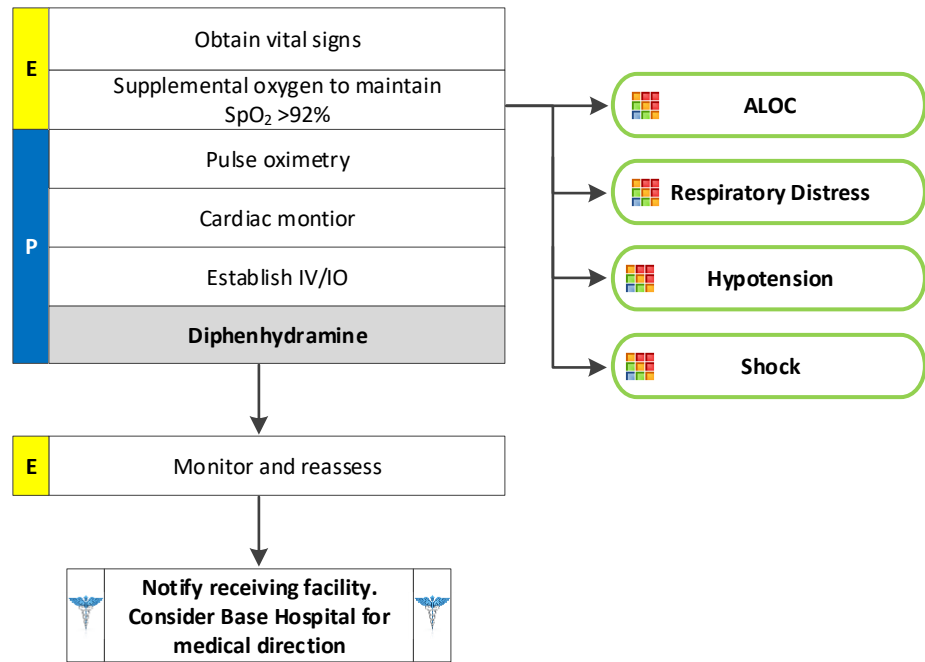 E
Obtain vital signs
Supplemental oxygen to maintain
SpO₂ >92%
P
Pulse oximetry
Cardiac montior
Establish IV/IO
Diphenhydramine
ALOC
Respiratory Distress
Hypotension
Shock
E
Monitor and reassess
Notify receiving facility.
Consider Base Hospital for
medical direction